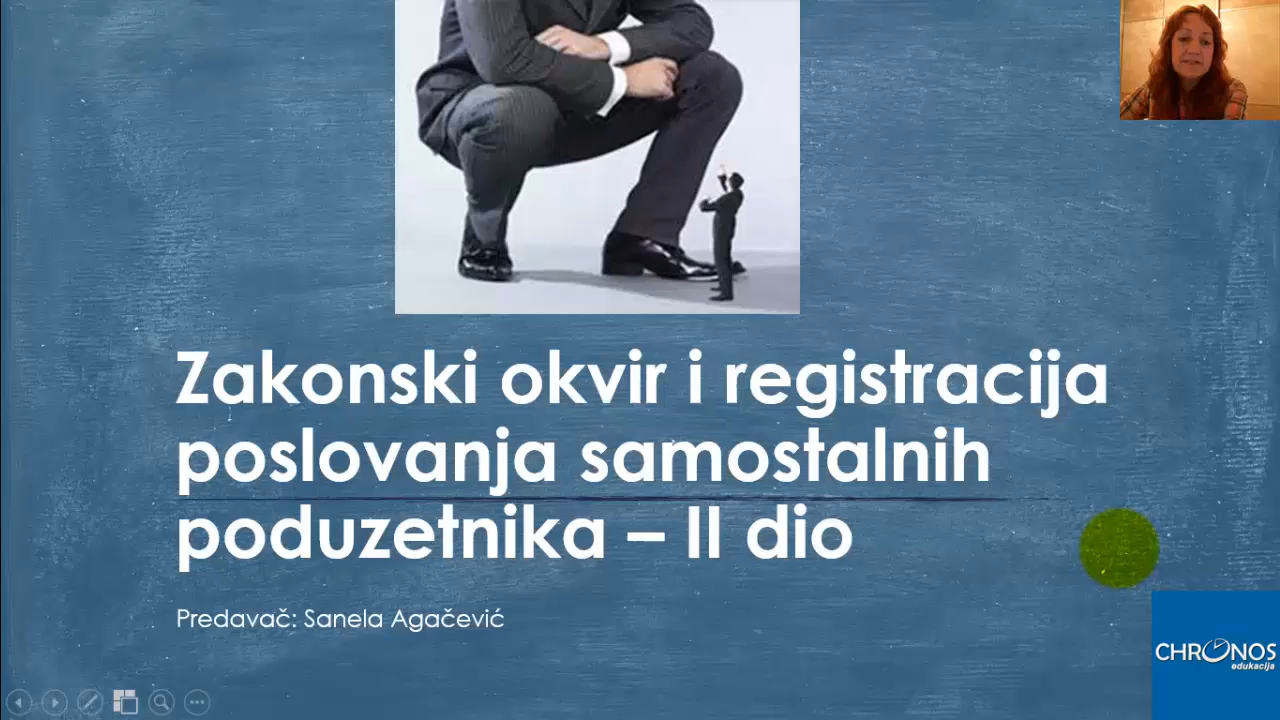 Zakonski okvir i registracija
poslovanja samostalnih
poduzetnika – II dio
Predavač: Sanela Agačević
CHRONOS
edukacija